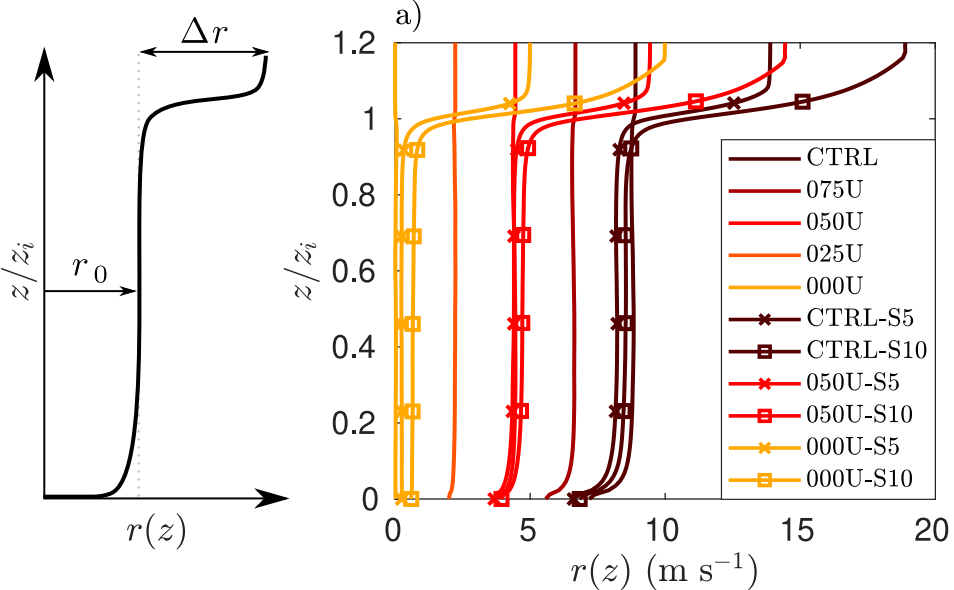 Δr
z/z_i
r_0
r(z)
a)
1.2
1
0.8
0.6
0.4
0.2
0
z/z_i
0
5
10
15
20
r(z) (m s⁻¹)
CTRL
075U
050U
025U
000U
CTRL-S5
CTRL-S10
050U-S5
050U-S10
000U-S5
000U-S10